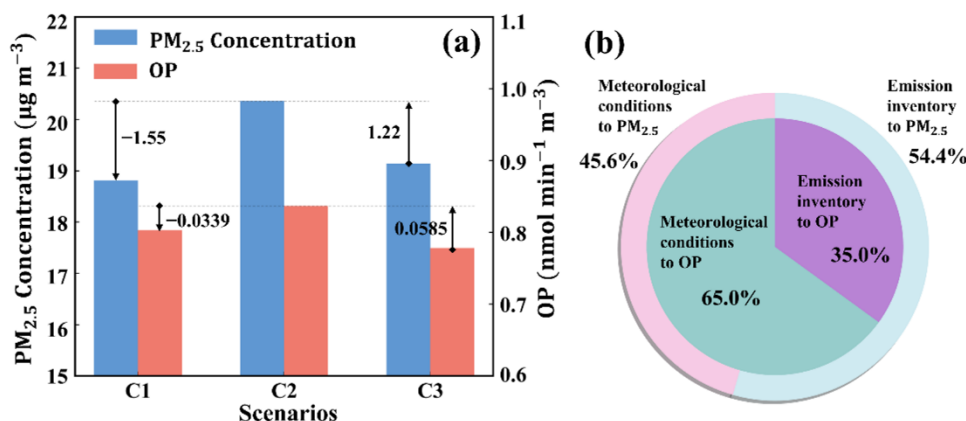 (a)
PM2.5 Concentration
OP
PM2.5 Concentration (μg m−3)
22
21
20
19
18
17
16
15
−1.55
−0.0339
1.22
0.0585
1.1
1.0
0.9
0.8
0.7
0.6
OP (nmol min−1 m−3)
C1 C2 C3
Scenarios
(b)
Meteorological
conditions
to PM2.5
45.6%
Emission
inventory
to PM2.5
54.4%
Emission
inventory
to OP
35.0%
Meteorological
conditions
to OP
65.0%